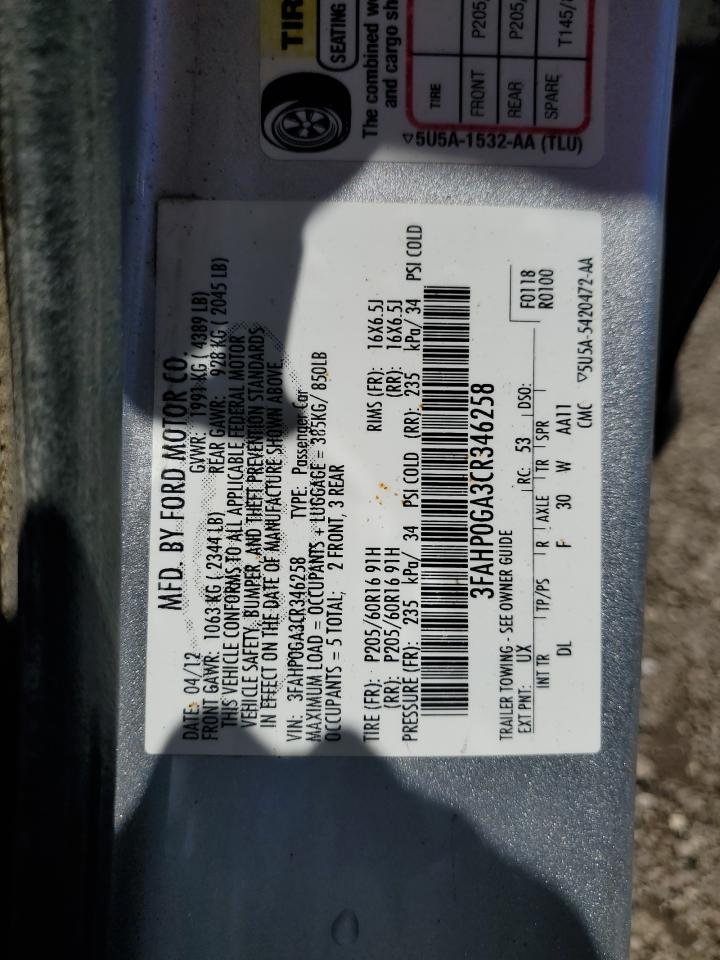 MFD. BY FORD MOTOR CO.
DATE: 04/12 GVWR: 1991 KG ( 4389 LB)
FRONT GAWR: 1063 KG ( 2344 LB) REAR GAWR: 928 KG ( 2045 LB)
THIS VEHICLE CONFORMS TO ALL APPLICABLE FEDERAL MOTOR
VEHICLE SAFETY, BUMPER, AND THEFT PREVENTION STANDARDS
IN EFFECT ON THE DATE OF MANUFACTURE SHOWN ABOVE
VIN: 3FAHP0GA3CR346258 TYPE: Passenger Car
MAXIMUM LOAD = OCCUPANTS + LUGGAGE = 385KG/ 850LB
OCCUPANTS = 5 TOTAL; 2 FRONT, 3 REAR
TIRE (FR): P205/60R16 91H RIMS (FR): 16X6.5J
(RR): P205/60R16 91H (RR): 16X6.5J
PRESSURE (FR): 235 kPa/ 34 PSI COLD (RR): 235 kPa/ 34 PSI COLD
3FAHP0GA3CR346258
TRAILER TOWING - SEE OWNER GUIDE F0118
EXT PNT: UX RC: 53 DSO: R0100
INT TR TP/PS R AXLE TR SPR
DL F 30 W AA11
CMC ▽5U5A-5420472-AA
TIR
SEATING
The combined
and cargo sh
TIRE
FRONT P205/
REAR P205/
SPARE T145/
▽5U5A-1532-AA (TLU)